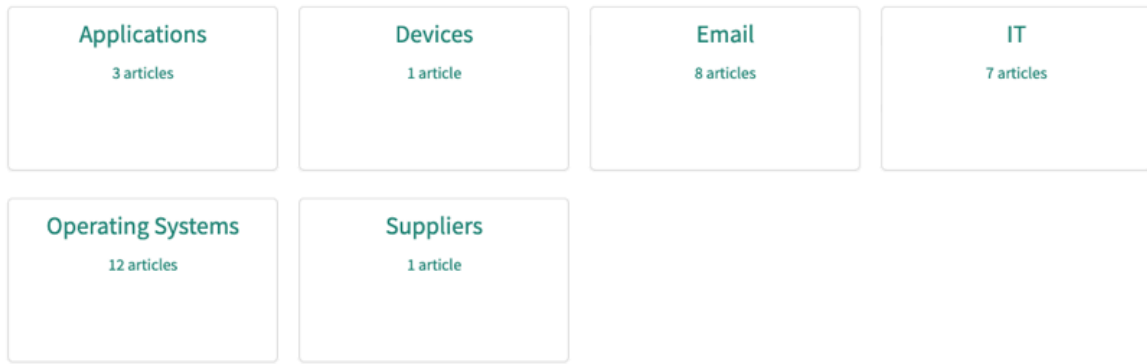 Applications
3 articles
Devices
1 article
Email
8 articles
IT
7 articles
Operating Systems
12 articles
Suppliers
1 article